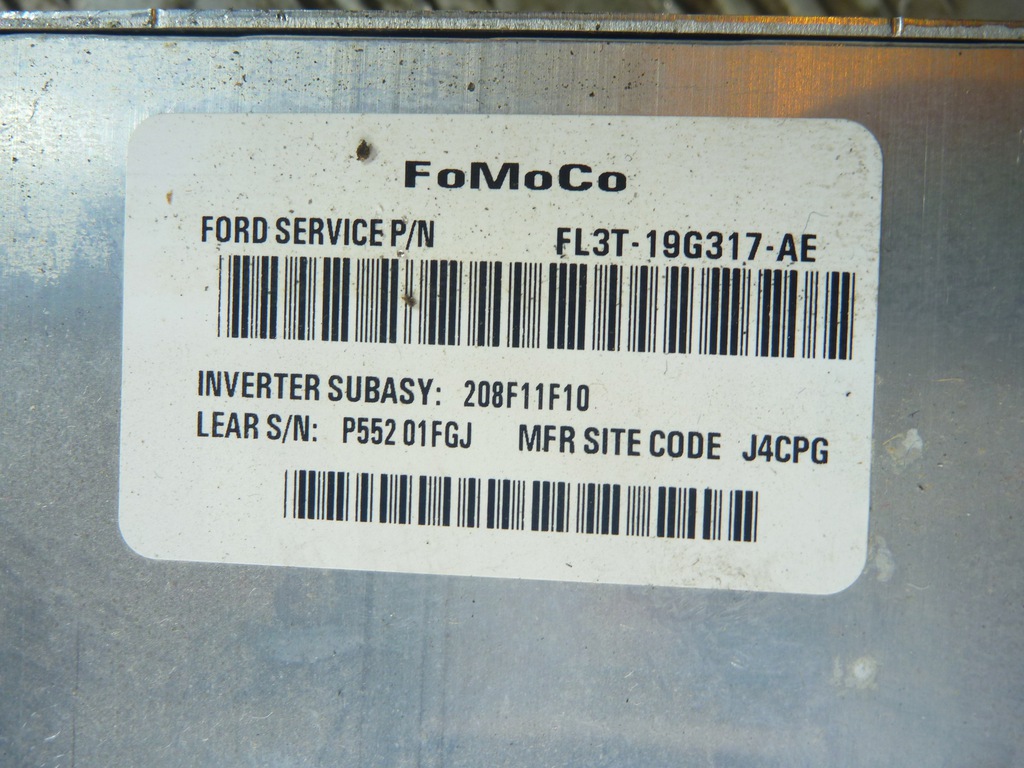 FoMoCo
FORD SERVICE P/N FL3T-19G317-AE
INVERTER SUBASY: 208F11F10
LEAR S/N: P552 01FGJ MFR SITE CODE J4CPG